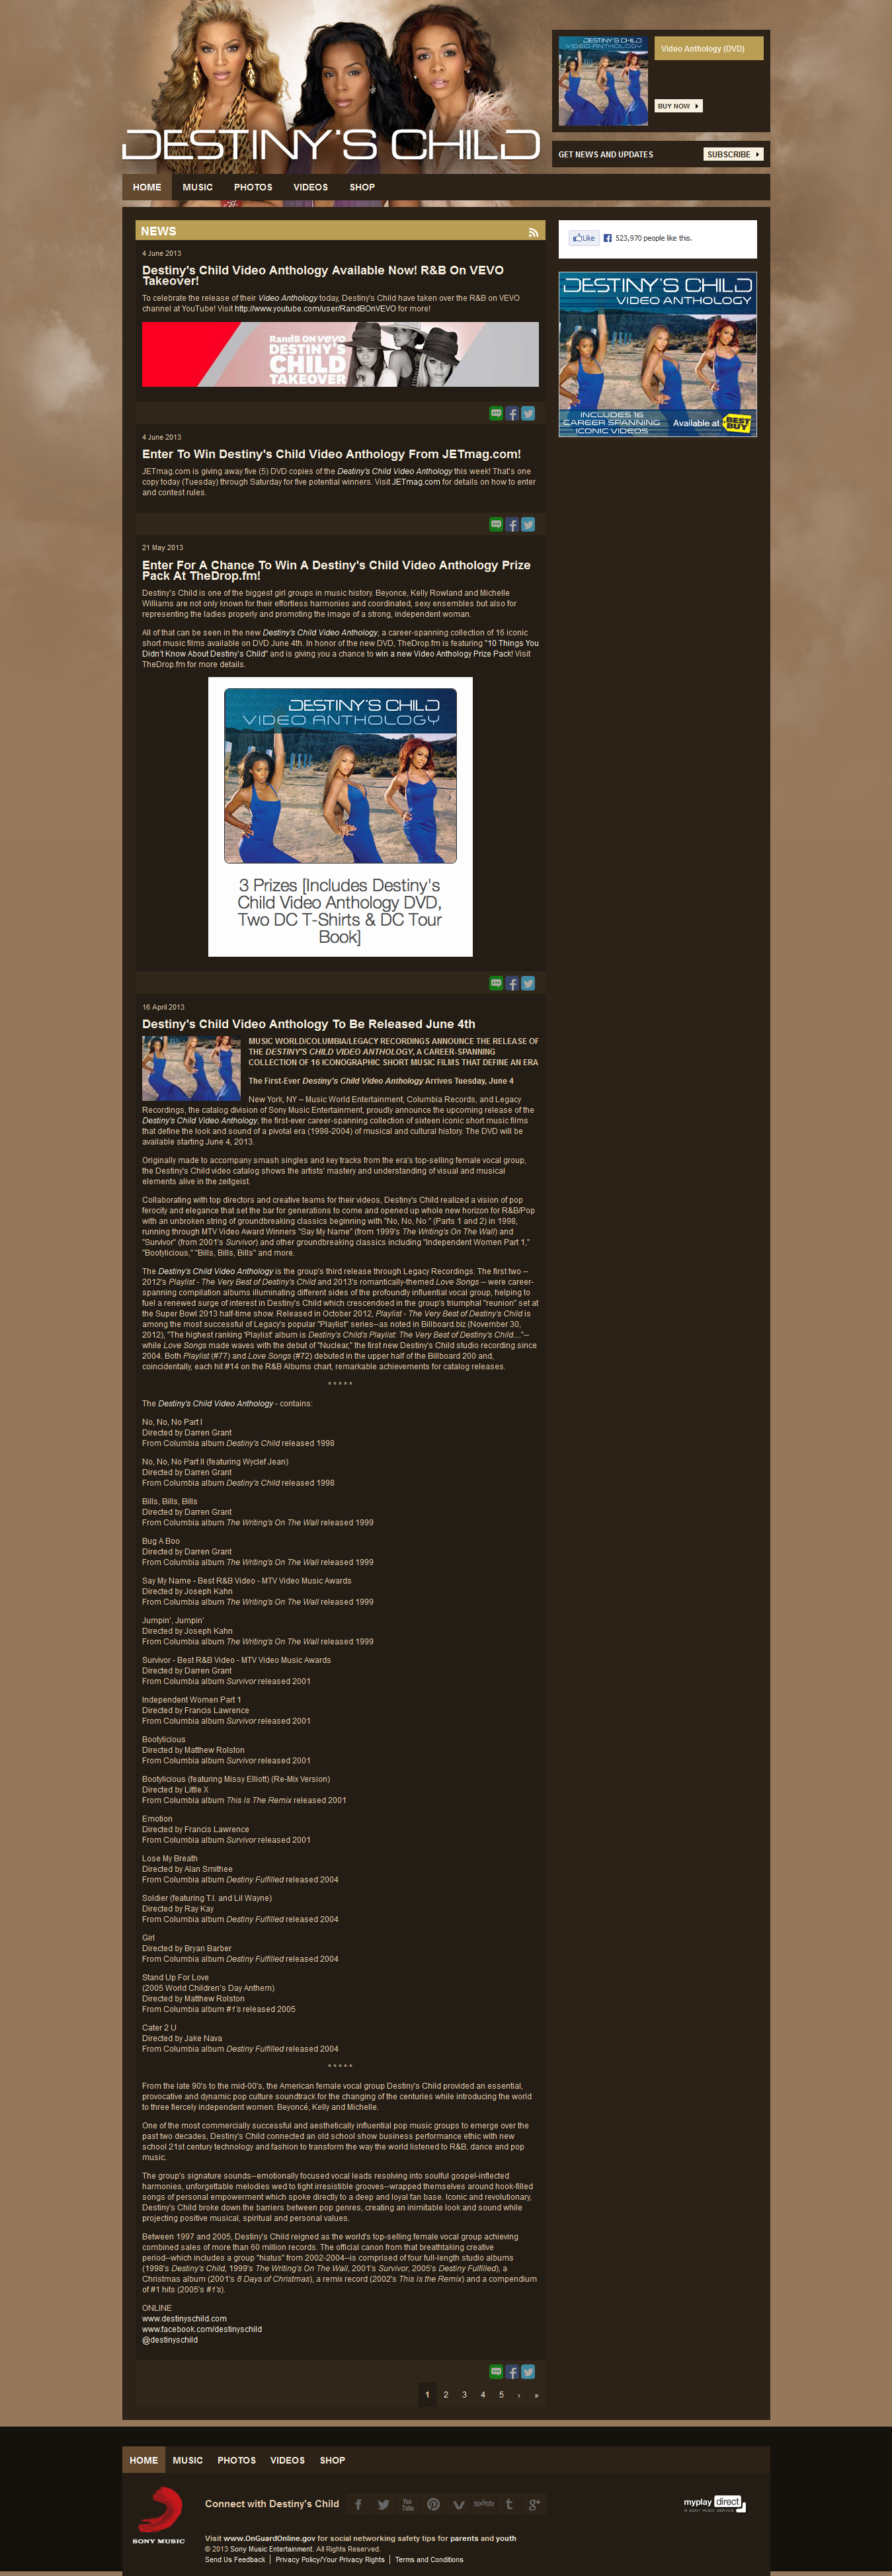 DESTINY'S CHILD
VIDEO ANTHOLOGY
Video Anthology (DVD)
BUY NOW
DESTINY'S CHILD
GET NEWS AND UPDATES
SUBSCRIBE
HOME MUSIC PHOTOS VIDEOS SHOP
NEWS
4 June 2013
Destiny's Child Video Anthology Available Now! R&B On VEVO
Takeover!
To celebrate the release of their Video Anthology today, Destiny's Child have taken over the R&B on VEVO
channel at YouTube! Visit http://www.youtube.com/user/RandBOnVEVO for more!
RandB ON vevo
DESTINY'S
CHILD
TAKEOVER
4 June 2013
Enter To Win Destiny's Child Video Anthology From JETmag.com!
JETmag.com is giving away five (5) DVD copies of the Destiny's Child Video Anthology this week! That's one
copy today (Tuesday) through Saturday for five potential winners. Visit JETmag.com for details on how to enter
and contest rules.
21 May 2013
Enter For A Chance To Win A Destiny's Child Video Anthology Prize
Pack At TheDrop.fm!
Destiny's Child is one of the biggest girl groups in music history. Beyonce, Kelly Rowland and Michelle
Williams are not only known for their effortless harmonies and coordinated, sexy ensembles but also for
representing the ladies properly and promoting the image of a strong, independent woman.
All of that can be seen in the new Destiny's Child Video Anthology, a career-spanning collection of 16 iconic
short music films available on DVD June 4th. In honor of the new DVD, TheDrop.fm is featuring "10 Things You
Didn't Know About Destiny's Child" and is giving you a chance to win a new Video Anthology Prize Pack! Visit
TheDrop.fm for more details.
DESTINY'S CHILD
VIDEO ANTHOLOGY
3 Prizes [Includes Destiny's
Child Video Anthology DVD,
Two DC T-Shirts & DC Tour
Book]
16 April 2013
Destiny's Child Video Anthology To Be Released June 4th
MUSIC WORLD/COLUMBIA/LEGACY RECORDINGS ANNOUNCE THE RELEASE OF
THE DESTINY'S CHILD VIDEO ANTHOLOGY, A CAREER-SPANNING
COLLECTION OF 16 ICONOGRAPHIC SHORT MUSIC FILMS THAT DEFINE AN ERA
The First-Ever Destiny's Child Video Anthology Arrives Tuesday, June 4
New York, NY – Music World Entertainment, Columbia Records, and Legacy
Recordings, the catalog division of Sony Music Entertainment, proudly announce the upcoming release of the
Destiny's Child Video Anthology, the first-ever career-spanning collection of sixteen iconic short music films
that define the look and sound of a pivotal era (1998-2004) of musical and cultural history. The DVD will be
available starting June 4, 2013.
Originally made to accompany smash singles and key tracks from the era's top-selling female vocal group,
the Destiny's Child video catalog shows the artists' mastery and understanding of visual and musical
elements alive in the zeitgeist.
Collaborating with top directors and creative teams for their videos, Destiny's Child realized a vision of pop
ferocity and elegance that set the bar for generations to come and opened up whole new horizon for R&B/Pop
with an unbroken string of groundbreaking classics beginning with "No, No, No " (Parts 1 and 2) in 1998,
running through MTV Video Award Winners "Say My Name" (from 1999's The Writing's On The Wall) and
"Survivor" (from 2001's Survivor) and other groundbreaking classics including "Independent Women Part 1,"
"Bootylicious," "Bills, Bills, Bills" and more.
The Destiny's Child Video Anthology is the group's third release through Legacy Recordings. The first two --
2012's Playlist - The Very Best of Destiny's Child and 2013's romantically-themed Love Songs -- were career-
spanning compilation albums illuminating different sides of the profoundly influential vocal group, helping to
fuel a renewed surge of interest in Destiny's Child which crescendoed in the group's triumphal "reunion" set at
the Super Bowl 2013 half-time show. Released in October 2012, Playlist - The Very Best of Destiny's Child is
among the most successful of Legacy's popular "Playlist" series--as noted in Billboard.biz (November 30,
2012), "The highest ranking 'Playlist' album is Destiny's Child's Playlist: The Very Best of Destiny's Child...."--
while Love Songs made waves with the debut of "Nuclear," the first new Destiny's Child studio recording since
2004. Both Playlist (#77) and Love Songs (#72) debuted in the upper half of the Billboard 200 and,
coincidentally, each hit #14 on the R&B Albums chart, remarkable achievements for catalog releases.
* * * * *
The Destiny's Child Video Anthology - contains:
No, No, No Part I
Directed by Darren Grant
From Columbia album Destiny's Child released 1998
No, No, No Part II (featuring Wyclef Jean)
Directed by Darren Grant
From Columbia album Destiny's Child released 1998
Bills, Bills, Bills
Directed by Darren Grant
From Columbia album The Writing's On The Wall released 1999
Bug A Boo
Directed by Darren Grant
From Columbia album The Writing's On The Wall released 1999
Say My Name - Best R&B Video - MTV Video Music Awards
Directed by Joseph Kahn
From Columbia album The Writing's On The Wall released 1999
Jumpin', Jumpin'
Directed by Joseph Kahn
From Columbia album The Writing's On The Wall released 1999
Survivor - Best R&B Video - MTV Video Music Awards
Directed by Darren Grant
From Columbia album Survivor released 2001
Independent Women Part 1
Directed by Francis Lawrence
From Columbia album Survivor released 2001
Bootylicious
Directed by Matthew Rolston
From Columbia album Survivor released 2001
Bootylicious (featuring Missy Elliott) (Re-Mix Version)
Directed by Little X
From Columbia album This Is The Remix released 2001
Emotion
Directed by Francis Lawrence
From Columbia album Survivor released 2001
Lose My Breath
Directed by Alan Smithee
From Columbia album Destiny Fulfilled released 2004
Soldier (featuring T.I. and Lil Wayne)
Directed by Ray Kay
From Columbia album Destiny Fulfilled released 2004
Girl
Directed by Bryan Barber
From Columbia album Destiny Fulfilled released 2004
Stand Up For Love
(2005 World Children's Day Anthem)
Directed by Matthew Rolston
From Columbia album #1's released 2005
Cater 2 U
Directed by Jake Nava
From Columbia album Destiny Fulfilled released 2004
* * * * *
From the late 90's to the mid-00's, the American female vocal group Destiny's Child provided an essential,
provocative and dynamic pop culture soundtrack for the changing of the centuries while introducing the world
to three fiercely independent women: Beyoncé, Kelly and Michelle.
One of the most commercially successful and aesthetically influential pop music groups to emerge over the
past two decades, Destiny's Child connected an old school show business performance ethic with new
school 21st century technology and fashion to transform the way the world listened to R&B, dance and pop
music.
The group's signature sounds--emotionally focused vocal leads resolving into soulful gospel-inflected
harmonies, unforgettable melodies wed to tight irresistible grooves--wrapped themselves around hook-filled
songs of personal empowerment which spoke directly to a deep and loyal fan base. Iconic and revolutionary,
Destiny's Child broke down the barriers between pop genres, creating an inimitable look and sound while
projecting positive musical, spiritual and personal values.
Between 1997 and 2005, Destiny's Child reigned as the world's top-selling female vocal group achieving
combined sales of more than 60 million records. The official canon from that breathtaking creative
period--which includes a group "hiatus" from 2002-2004--is comprised of four full-length studio albums
(1998's Destiny's Child, 1999's The Writing's On The Wall, 2001's Survivor, 2005's Destiny Fulfilled), a
Christmas album (2001's 8 Days of Christmas), a remix record (2002's This Is the Remix) and a compendium
of #1 hits (2005's #1's).
ONLINE
www.destinyschild.com
www.facebook.com/destinyschild
@destinyschild
1 2 3 4 5 › »
Like 523,970 people like this.
DESTINY'S CHILD
VIDEO ANTHOLOGY
INCLUDES 16
CAREER SPANNING
ICONIC VIDEOS
Available at BEST BUY
HOME MUSIC PHOTOS VIDEOS SHOP
SONY MUSIC
Connect with Destiny's Child
You Tube
spotify
myplay direct
A SONY MUSIC SERVICE
Visit www.OnGuardOnline.gov for social networking safety tips for parents and youth
© 2013 Sony Music Entertainment. All Rights Reserved.
Send Us Feedback | Privacy Policy/Your Privacy Rights | Terms and Conditions